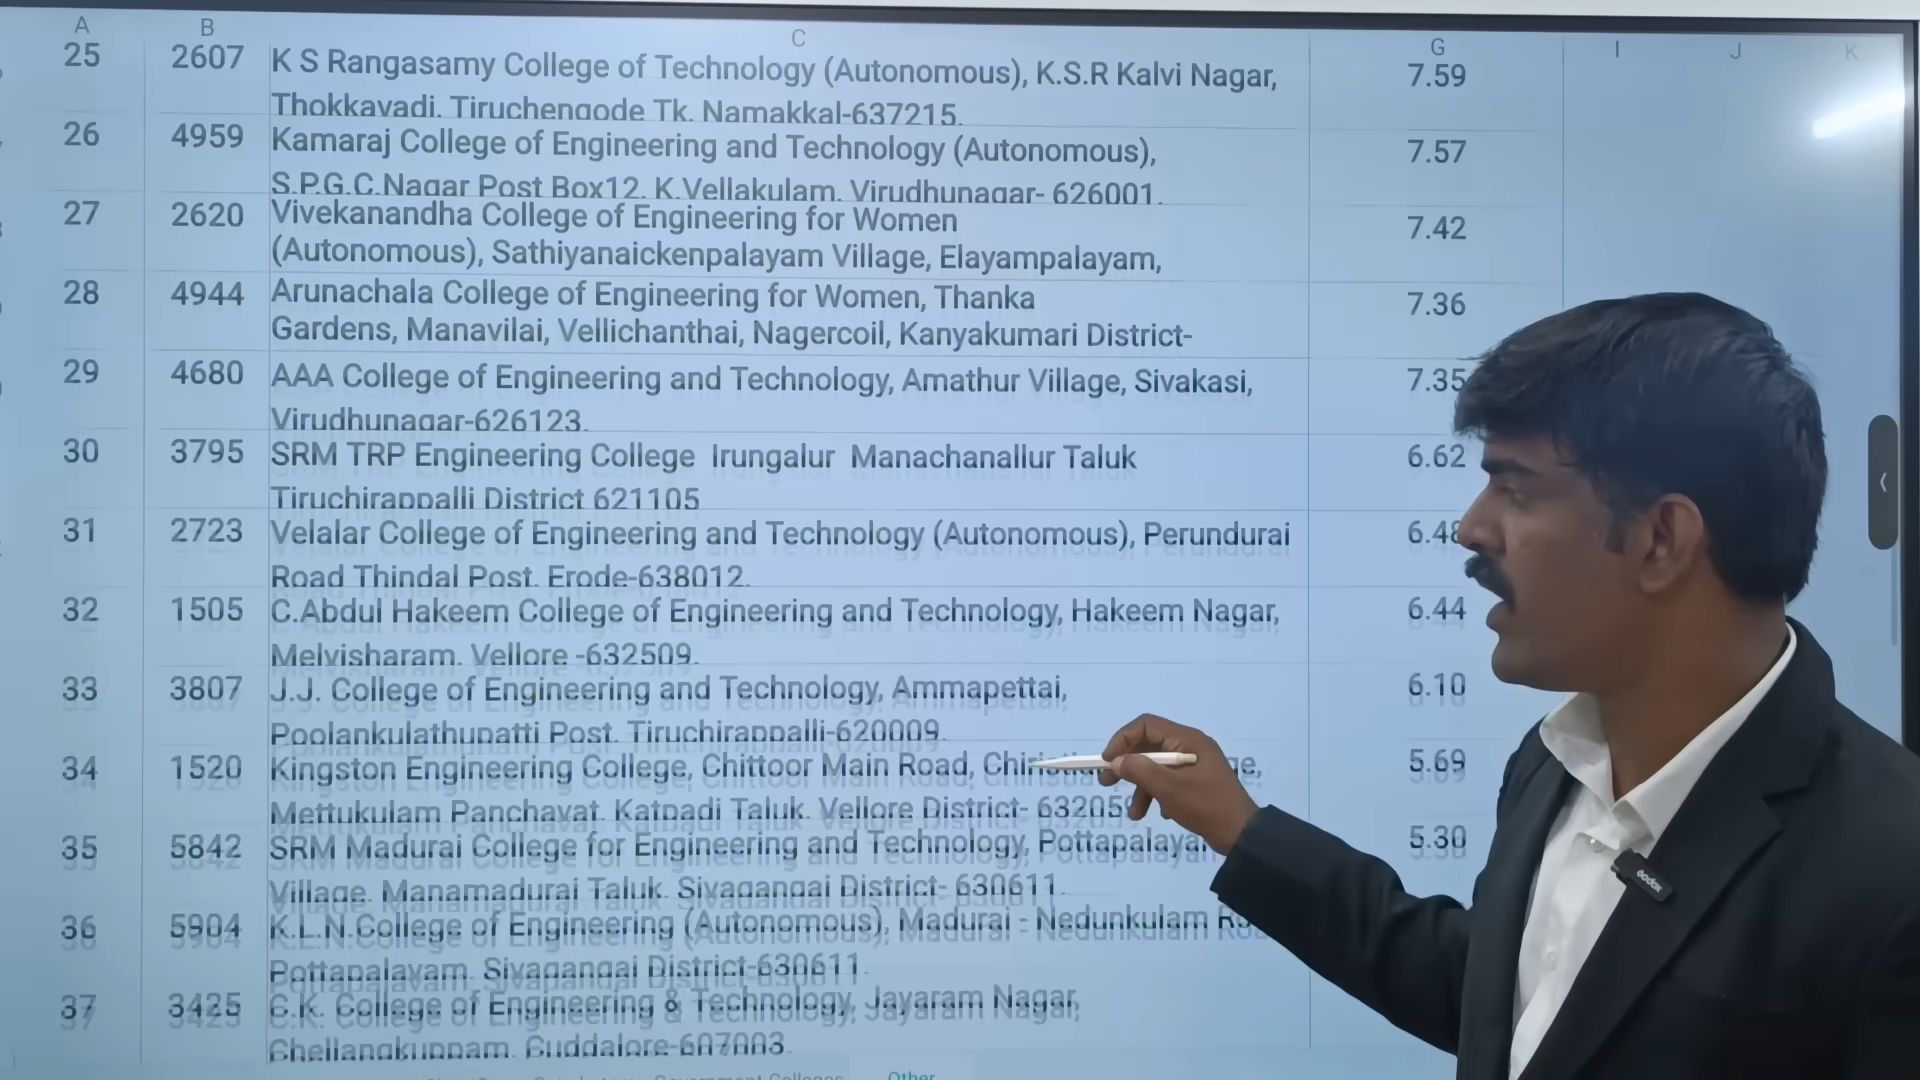 A B C G I J K
25 2607 K S Rangasamy College of Technology (Autonomous), K.S.R Kalvi Nagar, 7.59
Thokkavadi, Tiruchengode Tk, Namakkal-637215.
26 4959 Kamaraj College of Engineering and Technology (Autonomous), 7.57
S.P.G.C.Nagar Post Box12, K.Vellakulam, Virudhunagar- 626001.
27 2620 Vivekanandha College of Engineering for Women 7.42
(Autonomous), Sathiyanaickenpalayam Village, Elayampalayam,
28 4944 Arunachala College of Engineering for Women, Thanka 7.36
Gardens, Manavilai, Vellichanthai, Nagercoil, Kanyakumari District-
29 4680 AAA College of Engineering and Technology, Amathur Village, Sivakasi, 7.35
Virudhunagar-626123.
30 3795 SRM TRP Engineering College Irungalur Manachanallur Taluk 6.62
Tiruchirappalli District 621105
31 2723 Velalar College of Engineering and Technology (Autonomous), Perundurai 6.48
Road Thindal Post, Erode-638012.
32 1505 C.Abdul Hakeem College of Engineering and Technology, Hakeem Nagar, 6.44
Melvisharam, Vellore -632509.
33 3807 J.J. College of Engineering and Technology, Ammapettai, 6.10
Poolankulathupatti Post, Tiruchirappalli-620009.
34 1520 Kingston Engineering College, Chittoor Main Road, 5.69
Mettukulam Panchayat, Katpadi Taluk, Vellore District- 632059
35 5842 SRM Madurai College for Engineering and Technology, Pottapalayam 5.30
Village, Manamadurai Taluk, Sivagangai District- 630611.
36 5904 K.L.N.College of Engineering (Autonomous), Madurai - Nedunkulam
Pottapalayam, Sivagangai District-630611.
37 3425 C.K. College of Engineering & Technology, Jayaram Nagar,
Chellangkuppam, Cuddalore-607003.
Government Colleges Other
Godox